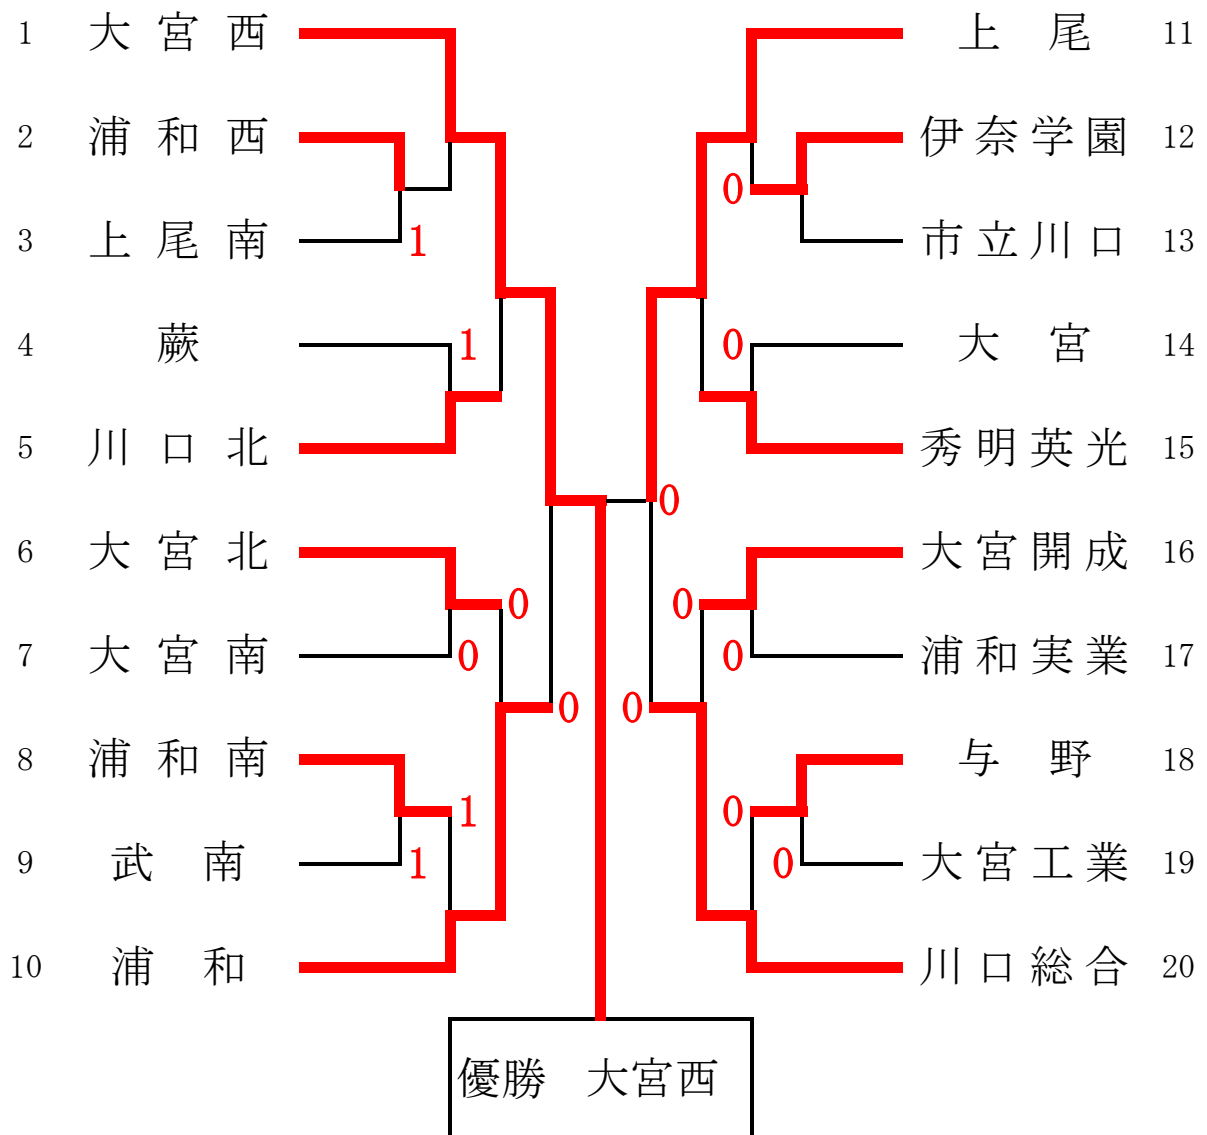 1 大宮西 上尾 11
2 浦和西 伊奈学園 12
0
3 上尾南 1 市立川口 13
4 蕨 1 0 大宮 14
5 川口北 秀明英光 15
0
6 大宮北 大宮開成 16
0 0
7 大宮南 0 0 浦和実業 17
0 0
8 浦和南 与野 18
1 0
9 武南 1 0 大宮工業 19
10 浦和 川口総合 20
優勝 大宮西